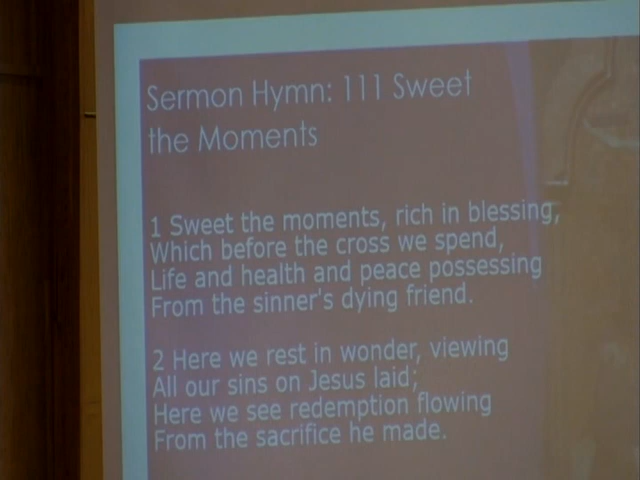 Sermon Hymn: 111 Sweet
the Moments
1 Sweet the moments, rich in blessing,
Which before the cross we spend,
Life and health and peace possessing
From the sinner's dying friend.
2 Here we rest in wonder, viewing
All our sins on Jesus laid;
Here we see redemption flowing
From the sacrifice he made.